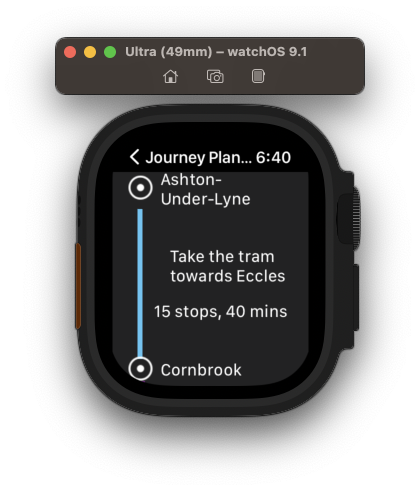 Ultra (49mm) – watchOS 9.1
Journey Plan... 6:40
Ashton-
Under-Lyne
Take the tram
towards Eccles
15 stops, 40 mins
Cornbrook